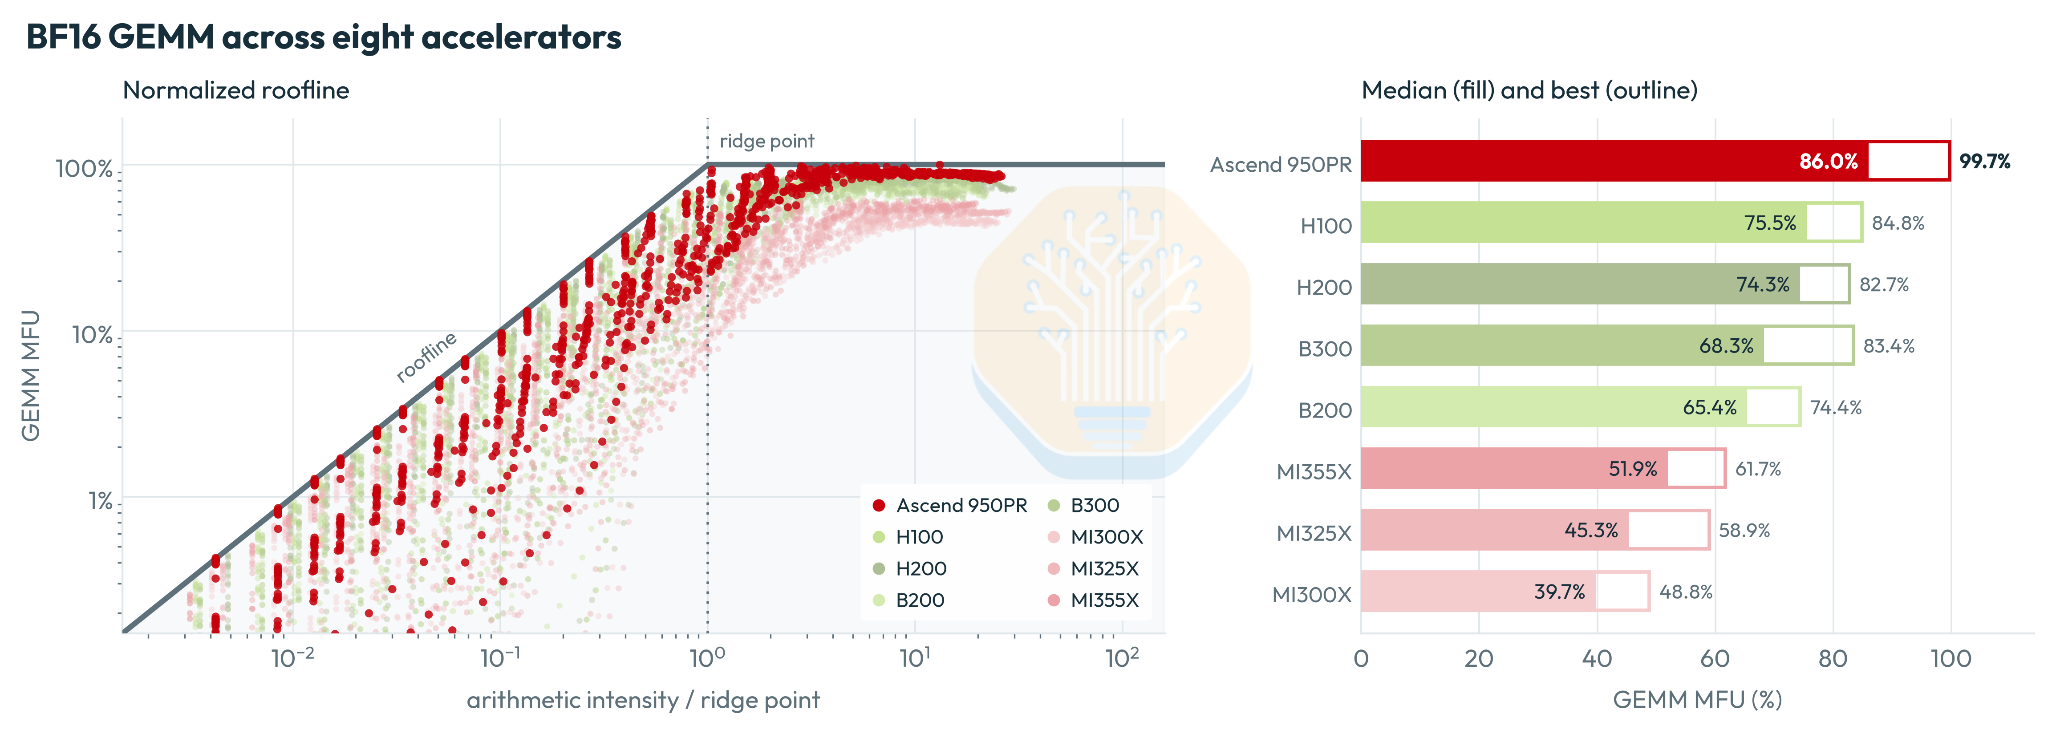 BF16 GEMM across eight accelerators
Normalized roofline
ridge point
roofline
100%
10%
1%
GEMM MFU
10⁻²
10⁻¹
10⁰
10¹
10²
arithmetic intensity / ridge point
Ascend 950PR
H100
H200
B200
B300
MI300X
MI325X
MI355X
Median (fill) and best (outline)
Ascend 950PR 86.0% 99.7%
H100 75.5% 84.8%
H200 74.3% 82.7%
B300 68.3% 83.4%
B200 65.4% 74.4%
MI355X 51.9% 61.7%
MI325X 45.3% 58.9%
MI300X 39.7% 48.8%
0 20 40 60 80 100
GEMM MFU (%)